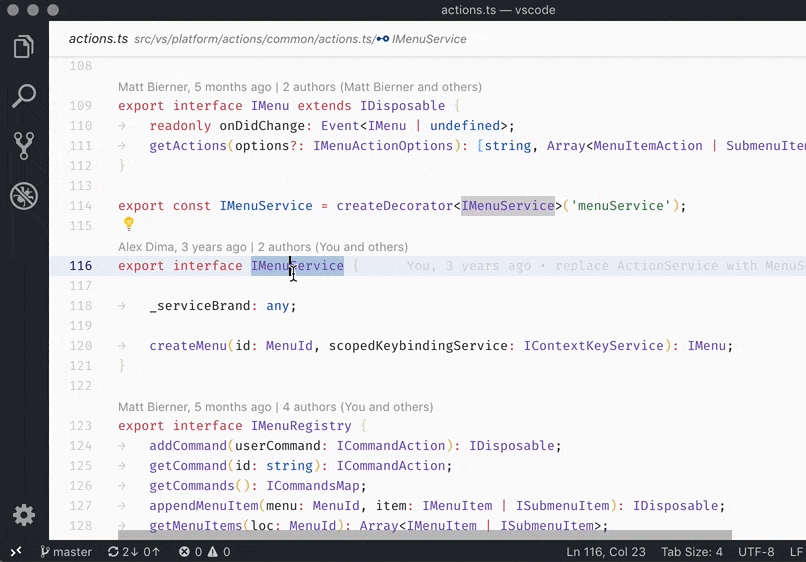 actions.ts — vscode
actions.ts src/vs/platform/actions/common/actions.ts/ IMenuService
108
Matt Bierner, 5 months ago | 2 authors (Matt Bierner and others)
109 export interface IMenu extends IDisposable {
110 → readonly onDidChange: Event<IMenu | undefined>;
111 → getActions(options?: IMenuActionOptions): [string, Array<MenuItemAction | SubmenuIte
112 }
113
114 export const IMenuService = createDecorator<IMenuService>('menuService');
115
Alex Dima, 3 years ago | 2 authors (You and others)
116 export interface IMenuService { You, 3 years ago • replace ActionService with MenuS
117
118 → _serviceBrand: any;
119
120 → createMenu(id: MenuId, scopedKeybindingService: IContextKeyService): IMenu;
121 }
122
Matt Bierner, 5 months ago | 4 authors (You and others)
123 export interface IMenuRegistry {
124 → addCommand(userCommand: ICommandAction): IDisposable;
125 → getCommand(id: string): ICommandAction;
126 → getCommands(): ICommandsMap;
127 → appendMenuItem(menu: MenuId, item: IMenuItem | ISubmenuItem): IDisposable;
128 → getMenuItems(loc: MenuId): Array<IMenuItem | ISubmenuItem>;
master 2↓ 0↑ 0 0 Ln 116, Col 23 Tab Size: 4 UTF-8 LF